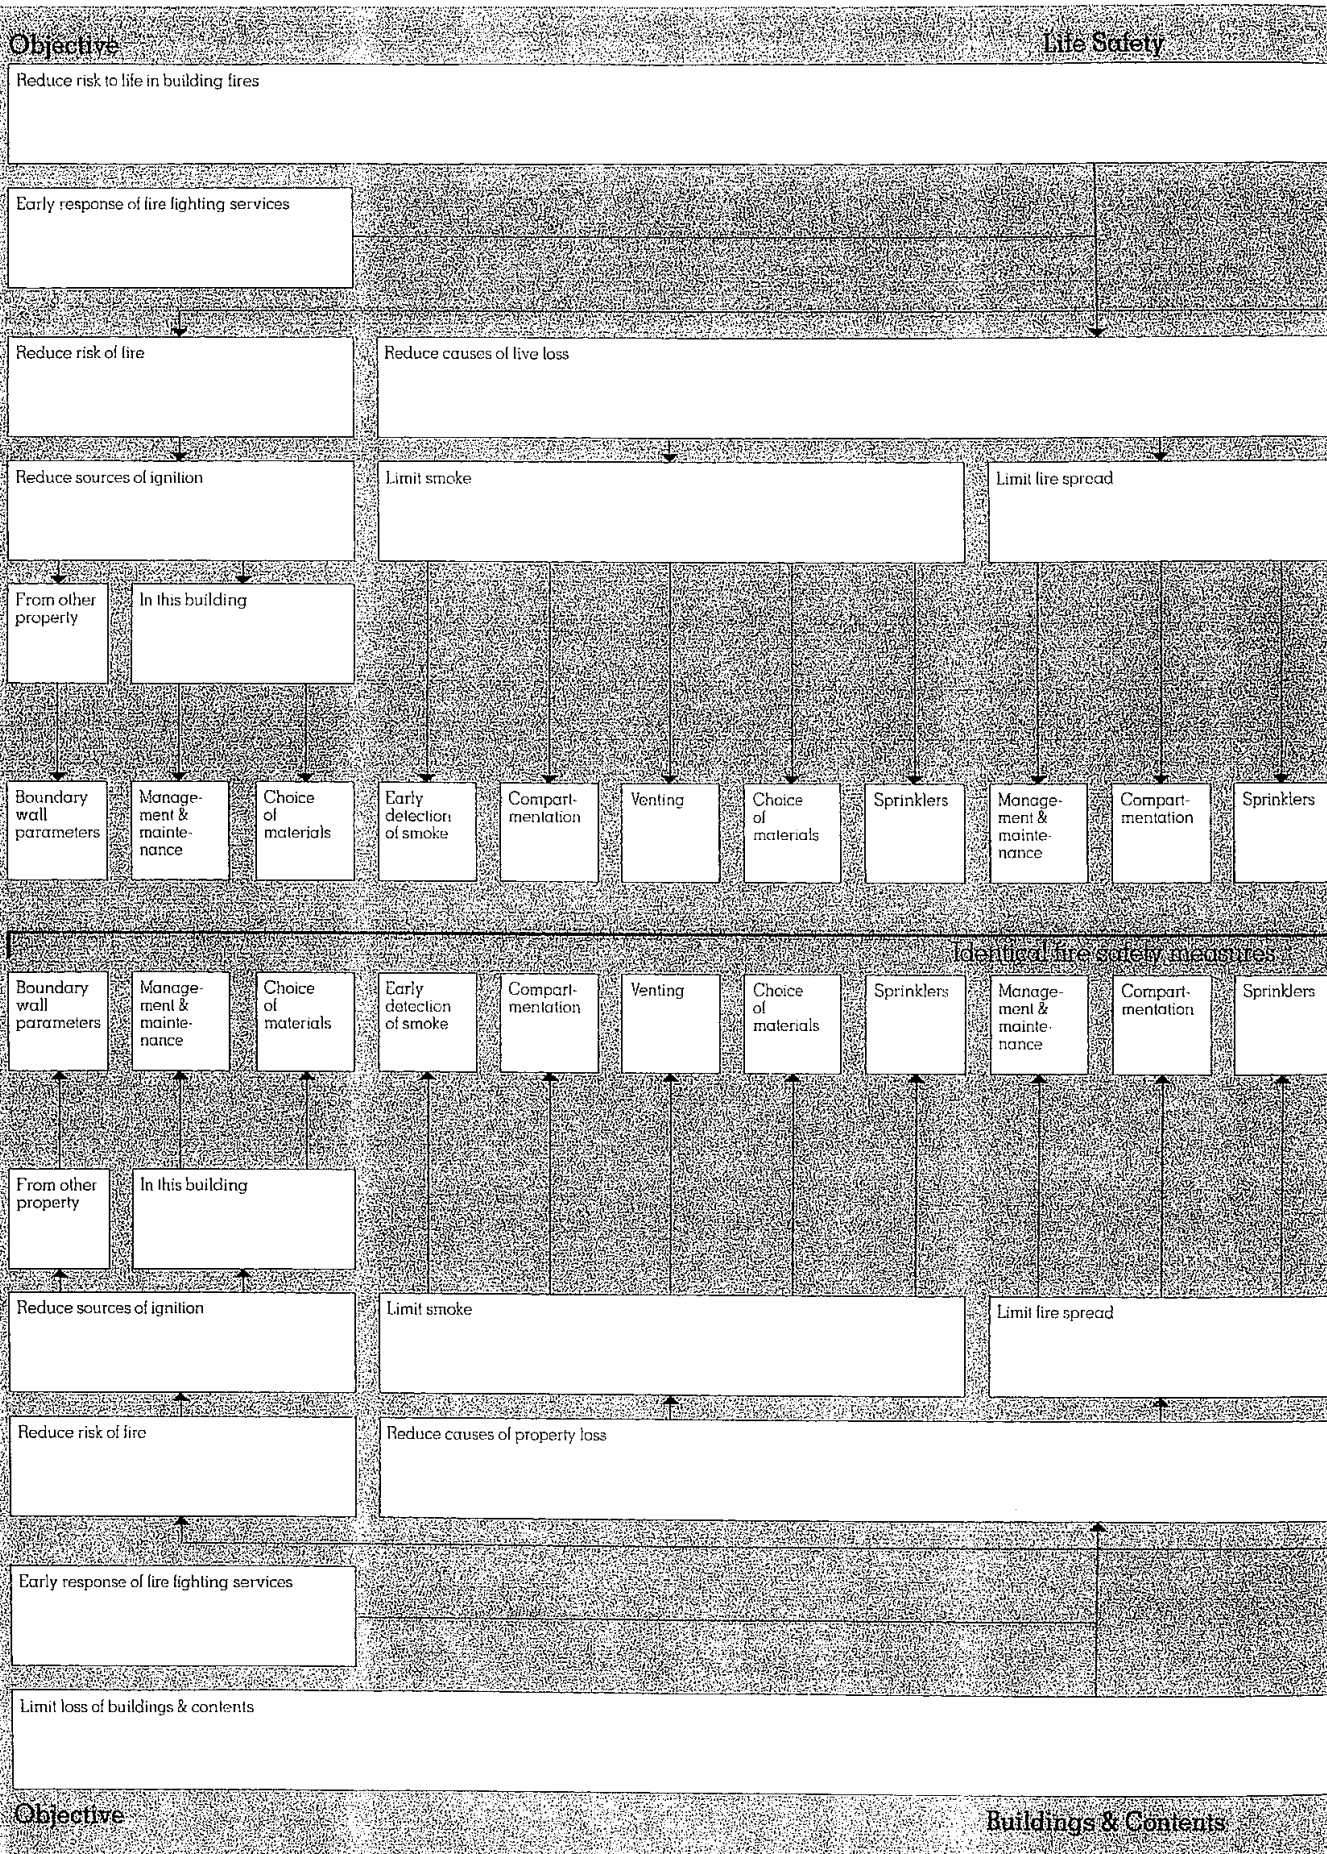 Objective
Life Safety
Reduce risk to life in building fires
Early response of fire fighting services
Reduce risk of fire
Reduce causes of live loss
Reduce sources of ignition
Limit smoke
Limit fire spread
From other
property
In this building
Boundary
wall
parameters
Manage-
ment &
mainte-
nance
Choice
of
materials
Early
detection
of smoke
Compart-
mentation
Venting
Choice
of
materials
Sprinklers
Manage-
ment &
mainte-
nance
Compart-
mentation
Sprinklers
Identical fire safety measures
Boundary
wall
parameters
Manage-
ment &
mainte-
nance
Choice
of
materials
Early
detection
of smoke
Compart-
mentation
Venting
Choice
of
materials
Sprinklers
Manage-
ment &
mainte-
nance
Compart-
mentation
Sprinklers
From other
property
In this building
Reduce sources of ignition
Limit smoke
Limit fire spread
Reduce risk of fire
Reduce causes of property loss
Early response of fire fighting services
Limit loss of buildings & contents
Objective
Buildings & Contents